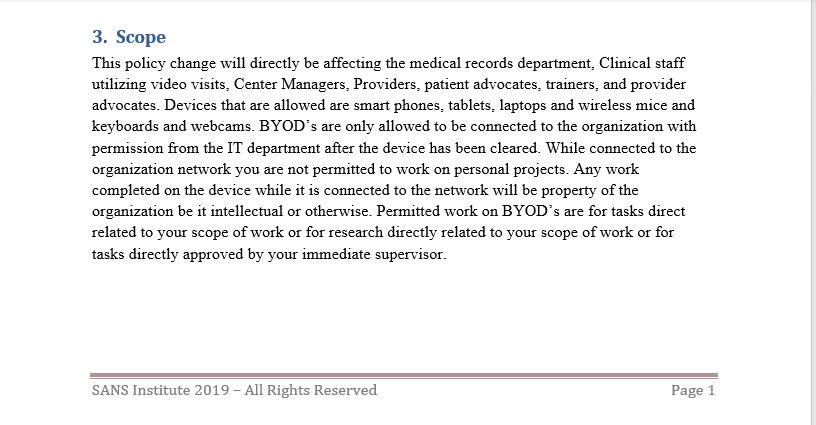 3. Scope
This policy change will directly be affecting the medical records department, Clinical staff
utilizing video visits, Center Managers, Providers, patient advocates, trainers, and provider
advocates. Devices that are allowed are smart phones, tablets, laptops and wireless mice and
keyboards and webcams. BYOD's are only allowed to be connected to the organization with
permission from the IT department after the device has been cleared. While connected to the
organization network you are not permitted to work on personal projects. Any work
completed on the device while it is connected to the network will be property of the
organization be it intellectual or otherwise. Permitted work on BYOD's are for tasks direct
related to your scope of work or for research directly related to your scope of work or for
tasks directly approved by your immediate supervisor.
SANS Institute 2019 – All Rights Reserved Page 1